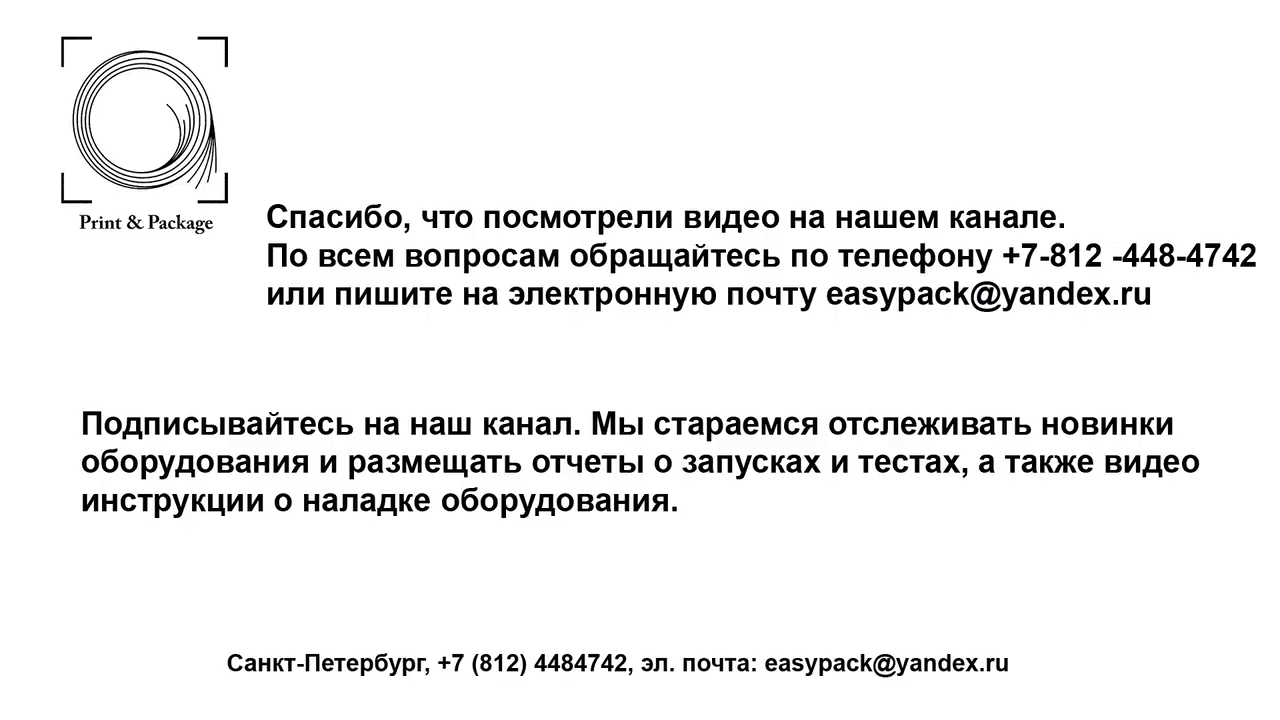 Print & Package
Спасибо, что посмотрели видео на нашем канале.
По всем вопросам обращайтесь по телефону +7-812 -448-4742
или пишите на электронную почту easypack@yandex.ru
Подписывайтесь на наш канал. Мы стараемся отслеживать новинки
оборудования и размещать отчеты о запусках и тестах, а также видео
инструкции о наладке оборудования.
Санкт-Петербург, +7 (812) 4484742, эл. почта: easypack@yandex.ru